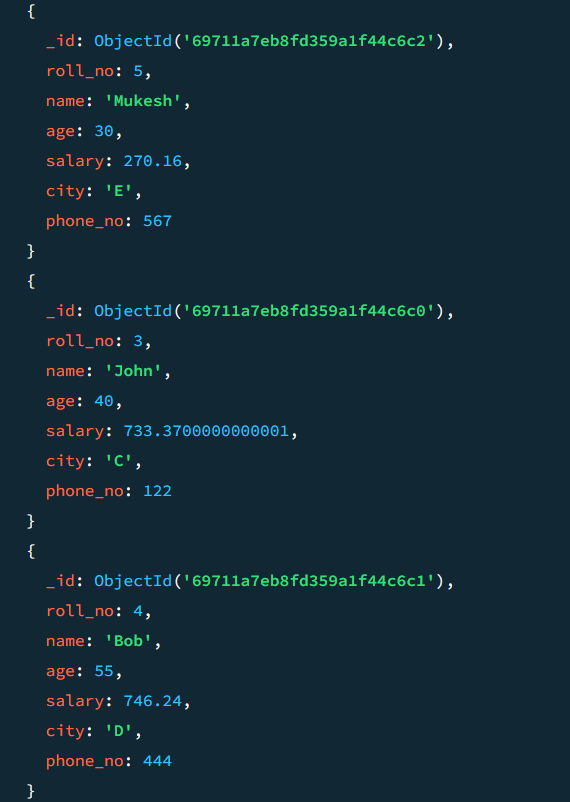 {
_id: ObjectId('69711a7eb8fd359a1f44c6c2'),
roll_no: 5,
name: 'Mukesh',
age: 30,
salary: 270.16,
city: 'E',
phone_no: 567
}
{
_id: ObjectId('69711a7eb8fd359a1f44c6c0'),
roll_no: 3,
name: 'John',
age: 40,
salary: 733.3700000000001,
city: 'C',
phone_no: 122
}
{
_id: ObjectId('69711a7eb8fd359a1f44c6c1'),
roll_no: 4,
name: 'Bob',
age: 55,
salary: 746.24,
city: 'D',
phone_no: 444
}